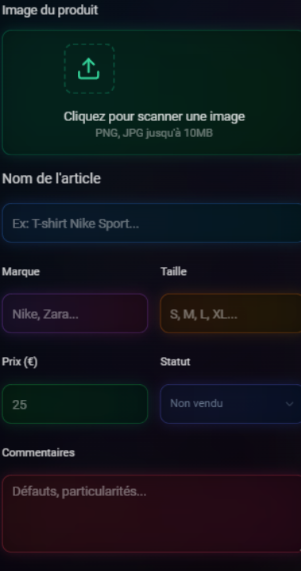 Image du produit
Cliquez pour scanner une image
PNG, JPG jusqu'à 10MB
Nom de l'article
Ex: T-shirt Nike Sport...
Marque
Taille
Nike, Zara...
S, M, L, XL...
Prix (€)
Statut
25
Non vendu
Commentaires
Défauts, particularités...